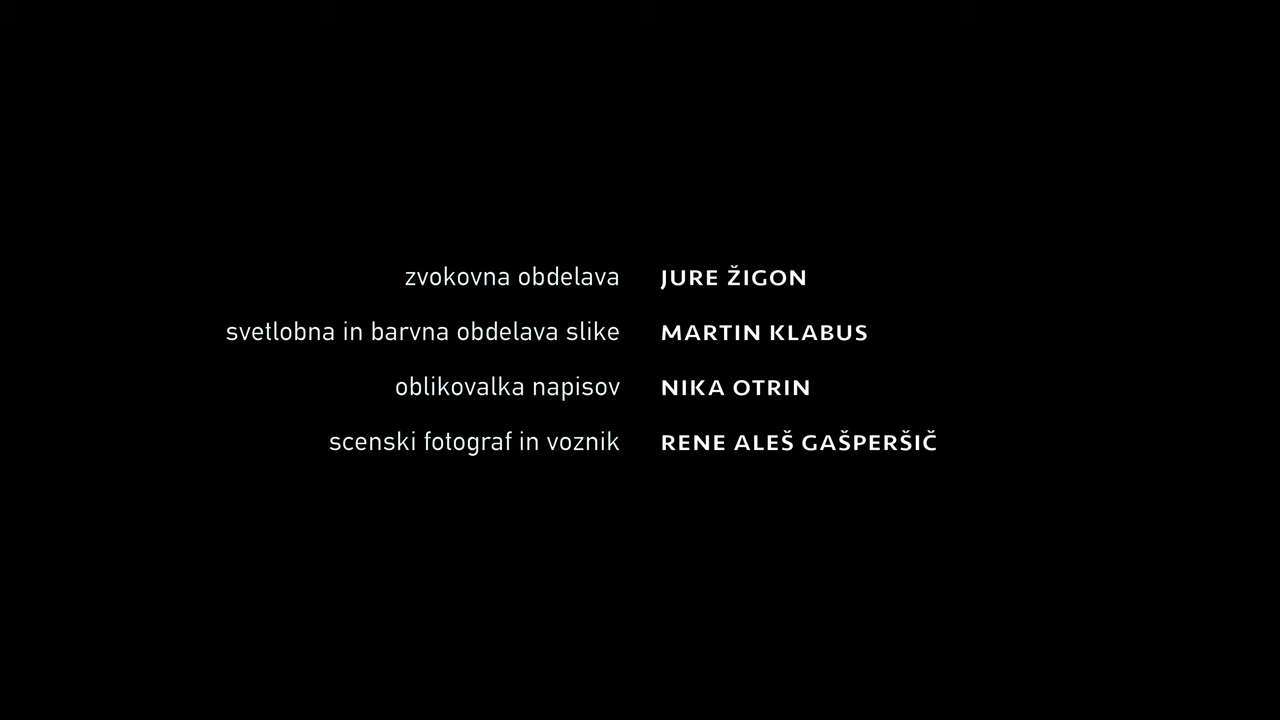 zvokovna obdelava JURE ŽIGON
svetlobna in barvna obdelava slike MARTIN KLABUS
oblikovalka napisov NIKA OTRIN
scenski fotograf in voznik RENE ALEŠ GAŠPERŠIČ